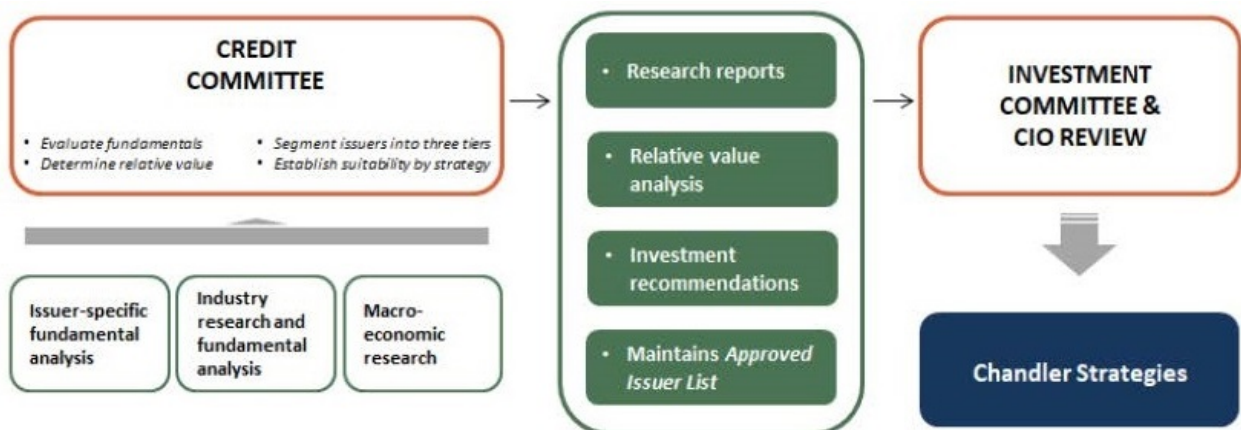 CREDIT
COMMITTEE
• Evaluate fundamentals
• Determine relative value
• Segment issuers into three tiers
• Establish suitability by strategy
Issuer-specific
fundamental
analysis
Industry
research and
fundamental
analysis
Macro-
economic
research
• Research reports
• Relative value
analysis
• Investment
recommendations
• Maintains Approved
Issuer List
INVESTMENT
COMMITTEE &
CIO REVIEW
Chandler Strategies